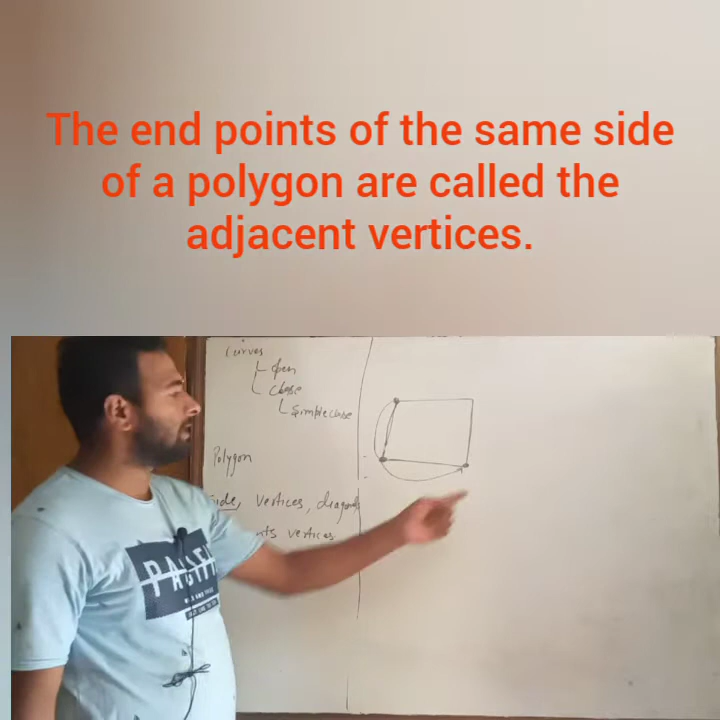 The end points of the same side
of a polygon are called the
adjacent vertices.
Curves
open
close
simple close
Polygon
side, vertices, diagonals
vertices